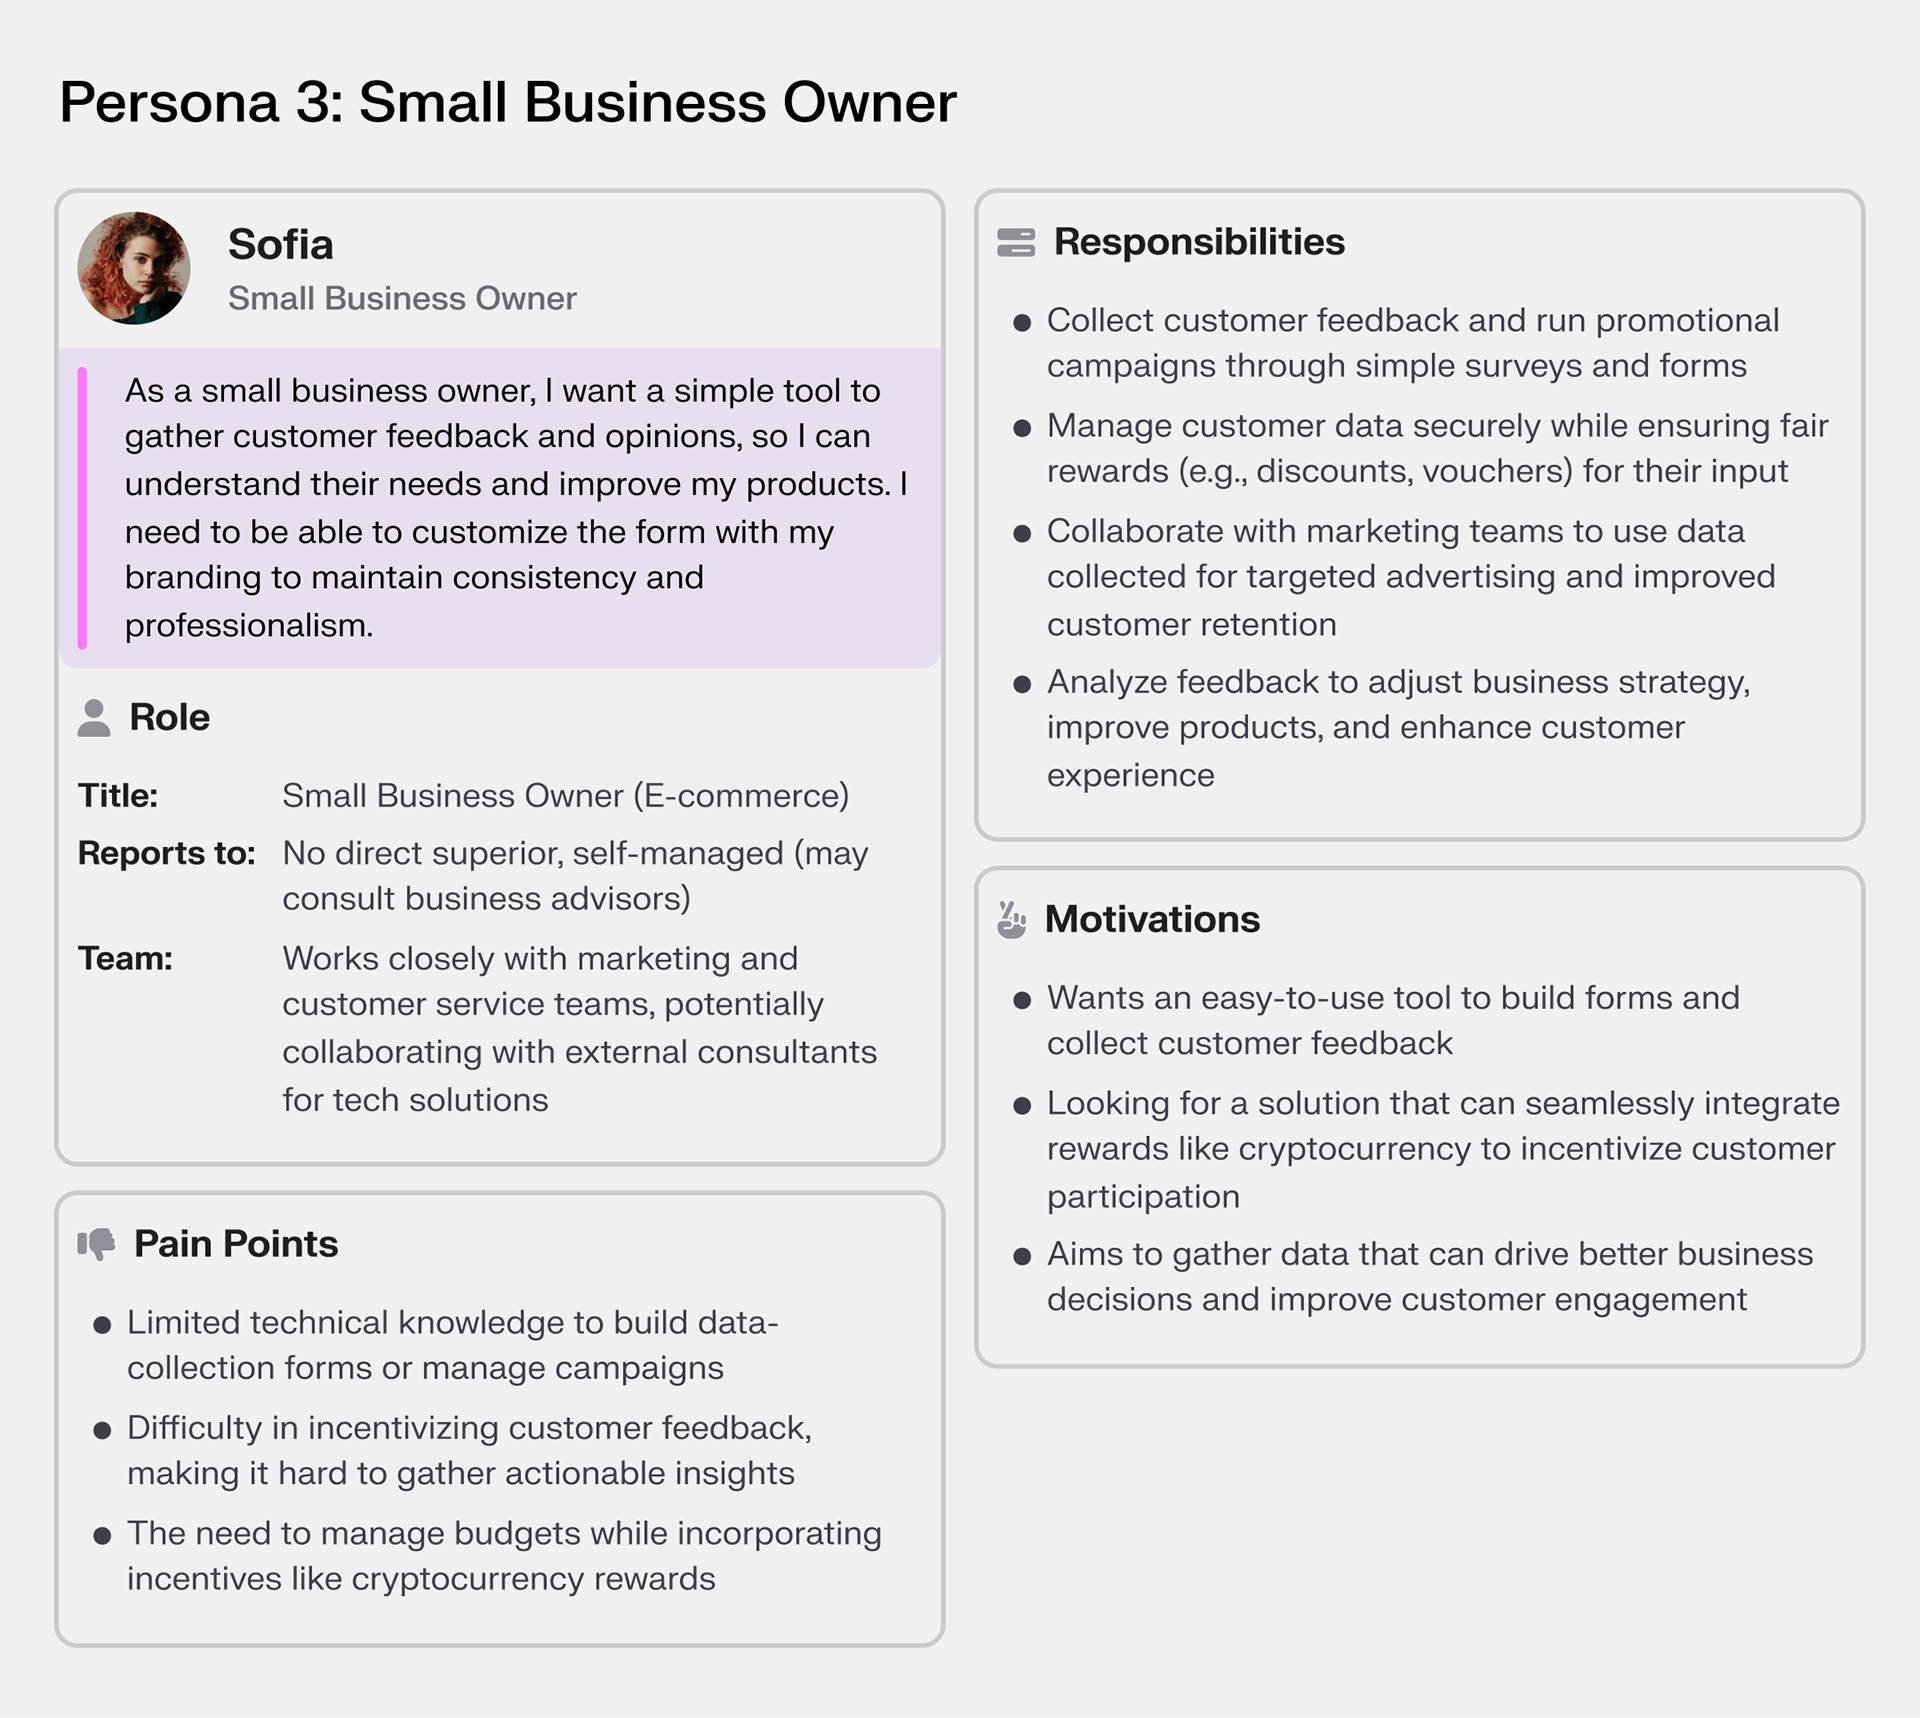 Persona 3: Small Business Owner
Sofia
Small Business Owner
As a small business owner, I want a simple tool to
gather customer feedback and opinions, so I can
understand their needs and improve my products. I
need to be able to customize the form with my
branding to maintain consistency and
professionalism.
Role
Title: Small Business Owner (E-commerce)
Reports to: No direct superior, self-managed (may
consult business advisors)
Team: Works closely with marketing and
customer service teams, potentially
collaborating with external consultants
for tech solutions
Pain Points
● Limited technical knowledge to build data-
collection forms or manage campaigns
● Difficulty in incentivizing customer feedback,
making it hard to gather actionable insights
● The need to manage budgets while incorporating
incentives like cryptocurrency rewards
Responsibilities
● Collect customer feedback and run promotional
campaigns through simple surveys and forms
● Manage customer data securely while ensuring fair
rewards (e.g., discounts, vouchers) for their input
● Collaborate with marketing teams to use data
collected for targeted advertising and improved
customer retention
● Analyze feedback to adjust business strategy,
improve products, and enhance customer
experience
Motivations
● Wants an easy-to-use tool to build forms and
collect customer feedback
● Looking for a solution that can seamlessly integrate
rewards like cryptocurrency to incentivize customer
participation
● Aims to gather data that can drive better business
decisions and improve customer engagement